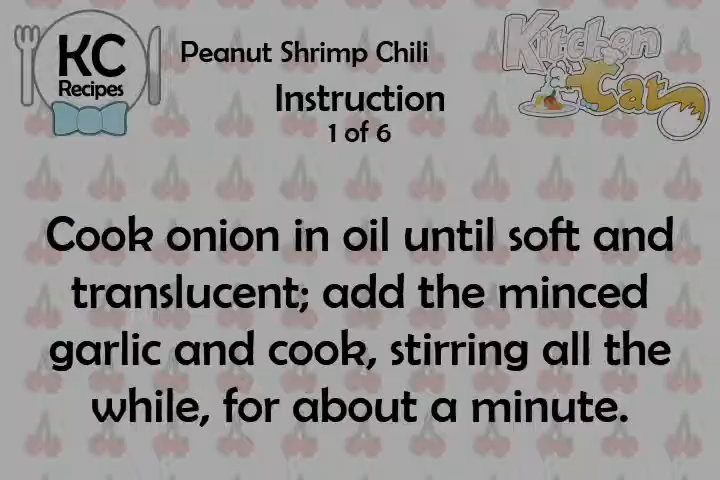 KC
Recipes
Peanut Shrimp Chili
Kitchen
Cat
Instruction
1 of 6
Cook onion in oil until soft and
translucent; add the minced
garlic and cook, stirring all the
while, for about a minute.